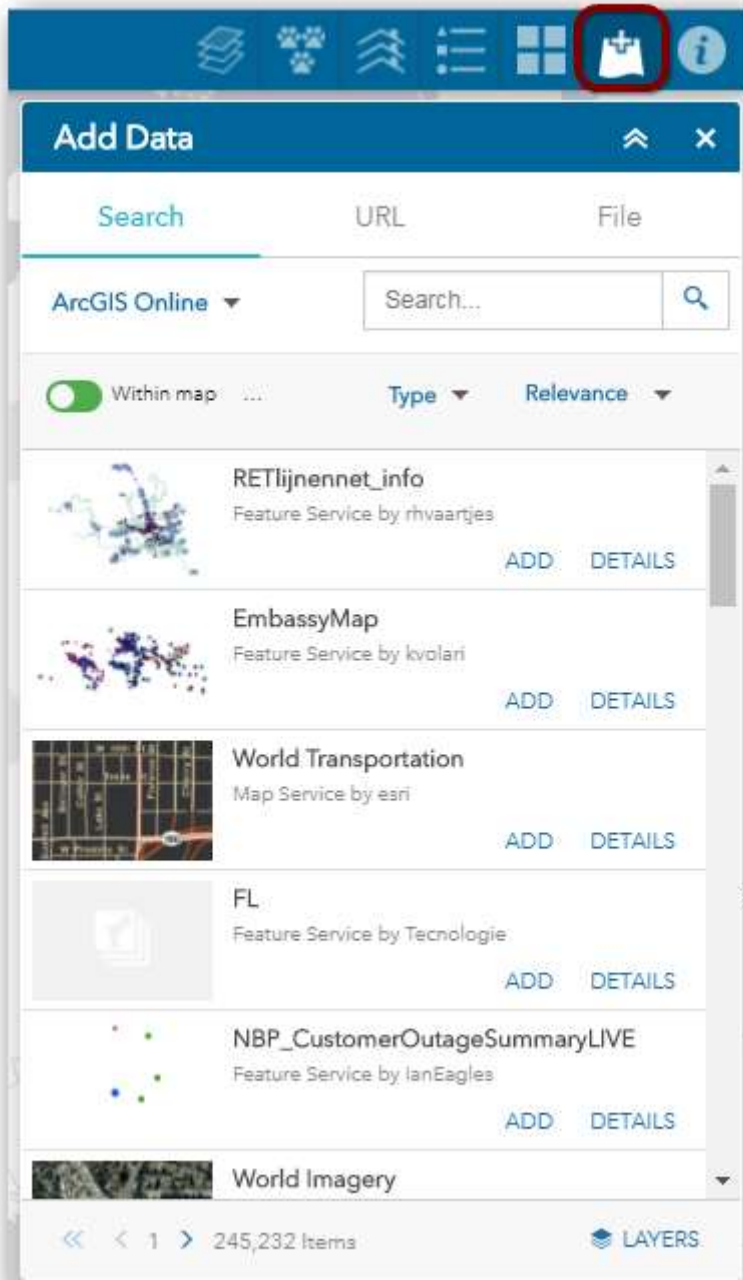 Add Data
Search URL File
ArcGIS Online Search...
Within map ... Type Relevance
RETlijnennet_info
Feature Service by rhvaartjes
ADD DETAILS
EmbassyMap
Feature Service by kvolari
ADD DETAILS
World Transportation
Map Service by esri
ADD DETAILS
FL
Feature Service by Tecnologie
ADD DETAILS
NBP_CustomerOutageSummaryLIVE
Feature Service by IanEagles
ADD DETAILS
World Imagery
1 245,232 Items LAYERS